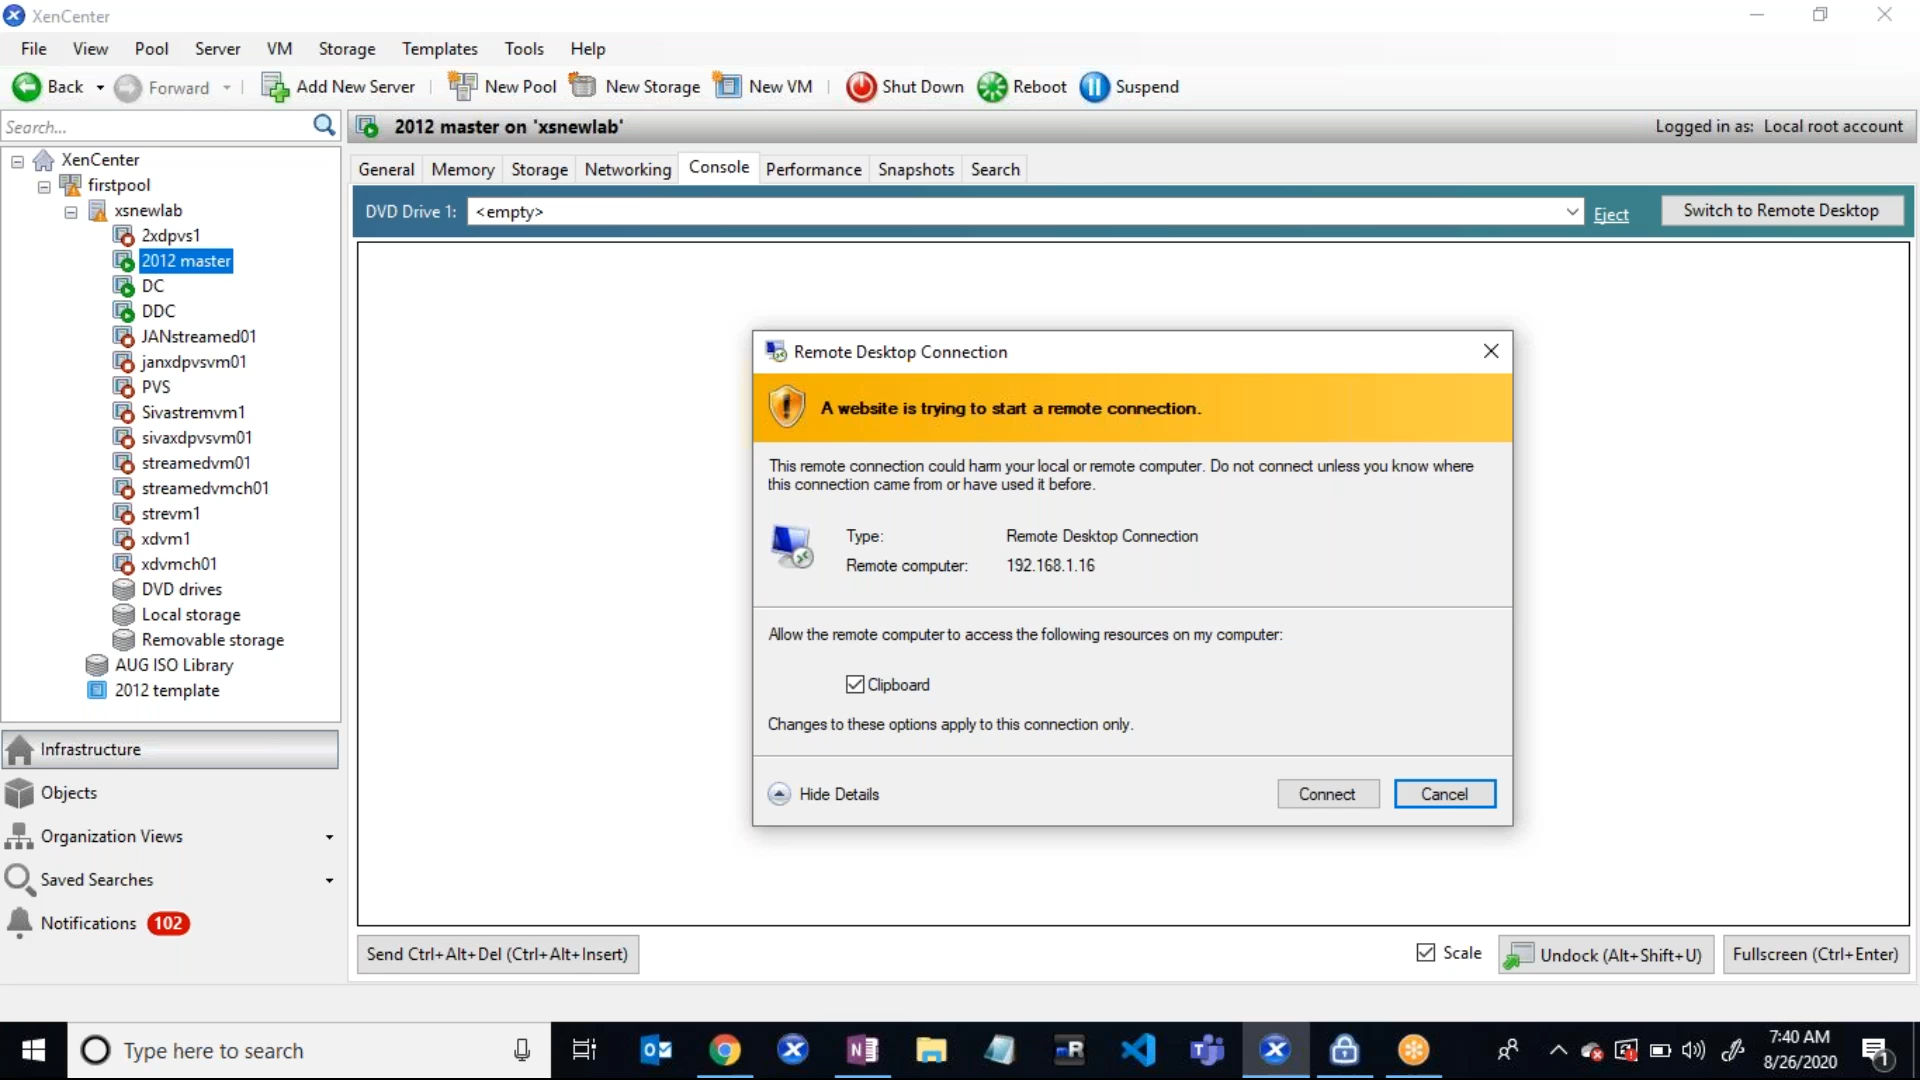 XenCenter
File View Pool Server VM Storage Templates Tools Help
Back Forward Add New Server New Pool New Storage New VM Shut Down Reboot Suspend
Search...
2012 master on 'xsnewlab'
Logged in as: Local root account
XenCenter
firstpool
xsnewlab
2xdpvs1
2012 master
DC
DDC
JANstreamed01
janxdpvsvm01
PVS
Sivastremvm1
sivaxdpvsvm01
streamedvm01
streamedvmch01
strevm1
xdvm1
xdvmch01
DVD drives
Local storage
Removable storage
AUG ISO Library
2012 template
Infrastructure
Objects
Organization Views
Saved Searches
Notifications 102
General Memory Storage Networking Console Performance Snapshots Search
DVD Drive 1: <empty> Eject Switch to Remote Desktop
Remote Desktop Connection
A website is trying to start a remote connection.
This remote connection could harm your local or remote computer. Do not connect unless you know where
this connection came from or have used it before.
Type: Remote Desktop Connection
Remote computer: 192.168.1.16
Allow the remote computer to access the following resources on my computer:
Clipboard
Changes to these options apply to this connection only.
Hide Details Connect Cancel
Send Ctrl+Alt+Del (Ctrl+Alt+Insert) Scale Undock (Alt+Shift+U) Fullscreen (Ctrl+Enter)
Type here to search
7:40 AM
8/26/2020
1